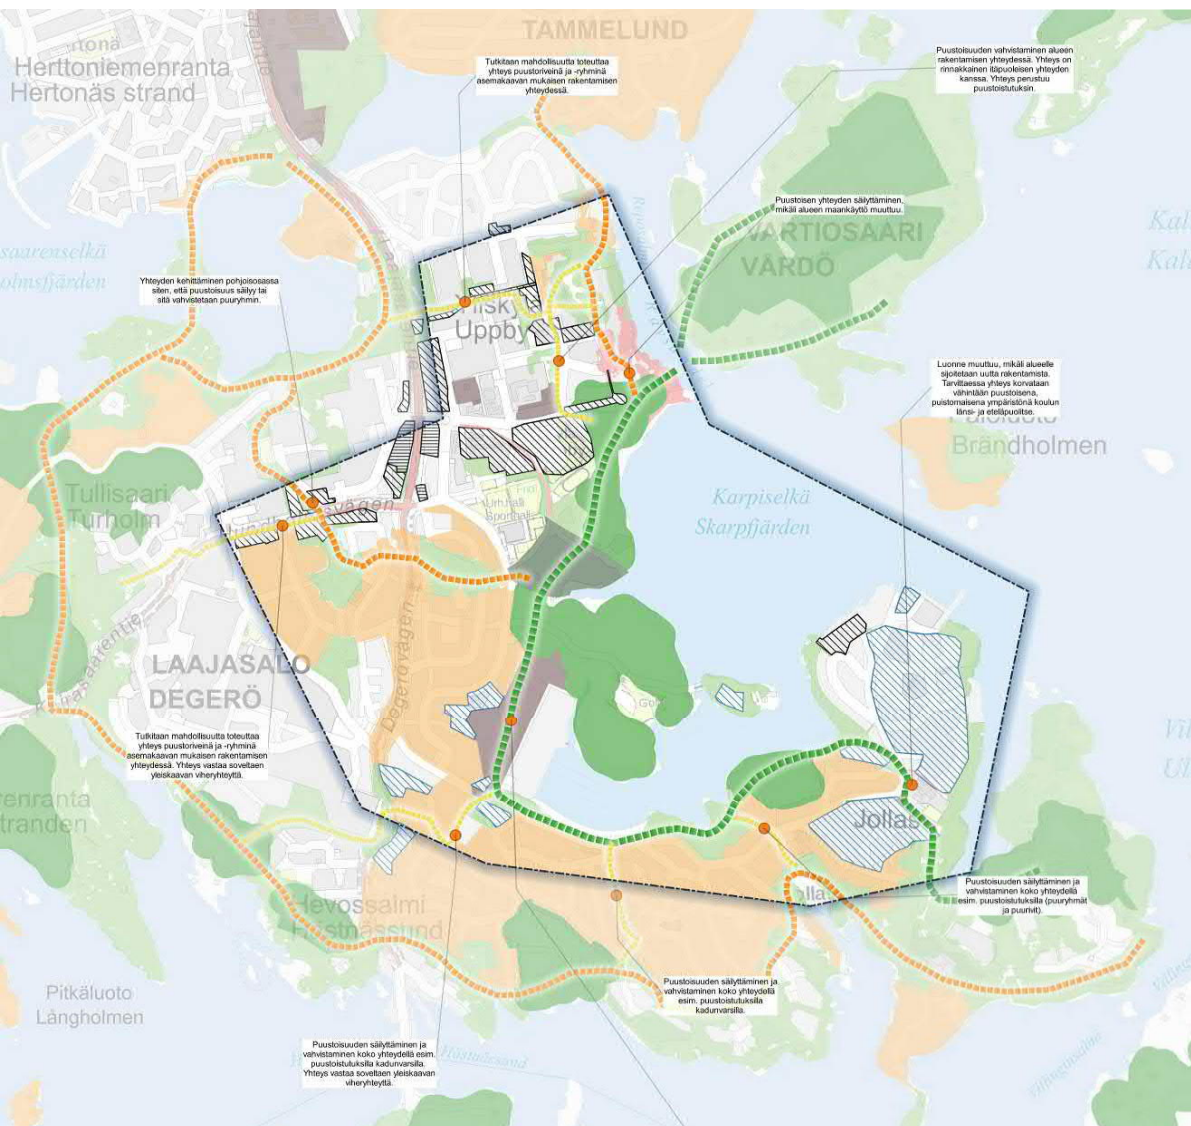 TAMMELUND
Herttoniemenranta
Hertonäs strand
Tutkitaan mahdollisuutta toteuttaa
yhteys puustoriveinä ja -ryhminä
asemakaavan mukaisen rakentamisen
yhteydessä.
Puustoisuuden vahvistaminen alueen
rakentamisen yhteydessä. Yhteys on
rinnakkainen itäpuoleisen yhteyden
kanssa. Yhteys perustuu
puustoistutuksin.
Puustoisen yhteyden säilyttäminen,
mikäli alueen maankäyttö muuttuu.
VARTIOSAARI
VÅRDÖ
Yhteyden kehittäminen pohjoisosassa
siten, että puustoisuus säilyy tai
sitä vahvistetaan puuryhmin.
Uppby
Luonne muuttuu, mikäli alueelle
sijoitetaan uutta rakentamista.
Tarvittaessa yhteys korvataan
vähintään puustoisena,
puistomaisena ympäristönä koulun
länsi- ja eteläpuolitse.
Brändholmen
Tullisaari
Turholm
Karpiselkä
Skarpfjärden
LAAJASALO
DEGERÖ
Degerövägen
Tutkitaan mahdollisuutta toteuttaa
yhteys puustoriveinä ja -ryhminä
asemakaavan mukaisen rakentamisen
yhteydessä. Yhteys vastaa soveltaen
yleiskaavan viheryhteyttä.
Jollas
Puustoisuuden säilyttäminen ja
vahvistaminen koko yhteydellä
esim. puustoistutuksilla (puuryhmät
ja puurivit).
Hevossalmi
Hästnässund
Puustoisuuden säilyttäminen ja
vahvistaminen koko yhteydellä
esim. puustoistutuksilla
kadunvarsilla.
Pitkäluoto
Långholmen
Puustoisuuden säilyttäminen ja
vahvistaminen koko yhteydellä esim.
puustoistutuksilla kadunvarsilla.
Yhteys vastaa soveltaen yleiskaavan
viheryhteyttä.
Hästnässund